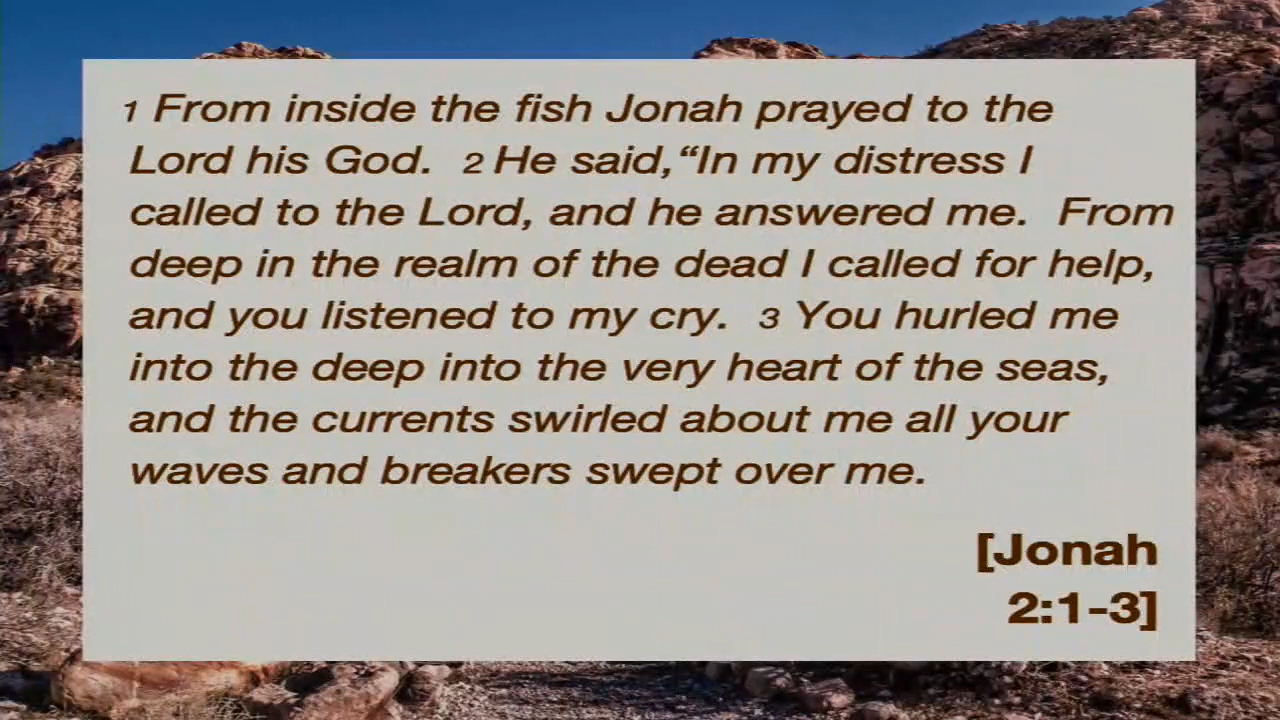 1 From inside the fish Jonah prayed to the
Lord his God. 2 He said,“In my distress I
called to the Lord, and he answered me. From
deep in the realm of the dead I called for help,
and you listened to my cry. 3 You hurled me
into the deep into the very heart of the seas,
and the currents swirled about me all your
waves and breakers swept over me.
[Jonah
2:1-3]